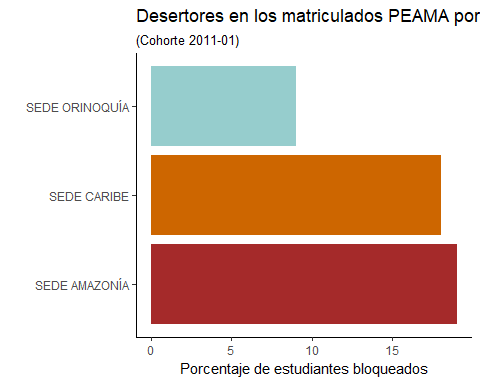 Desertores en los matriculados PEAMA por
(Cohorte 2011-01)
SEDE ORINOQUÍA
SEDE CARIBE
SEDE AMAZONÍA
0 5 10 15
Porcentaje de estudiantes bloqueados